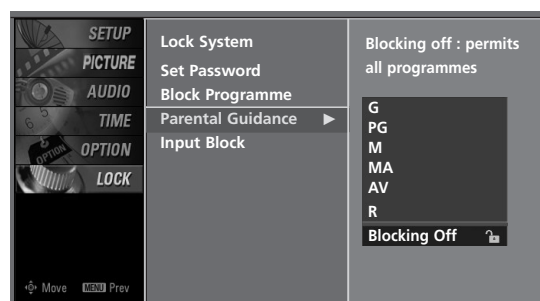 SETUP
PICTURE
AUDIO
TIME
OPTION
LOCK
Move MENU Prev
Lock System
Set Password
Block Programme
Parental Guidance
Input Block
Blocking off : permits
all programmes
G
PG
M
MA
AV
R
Blocking Off